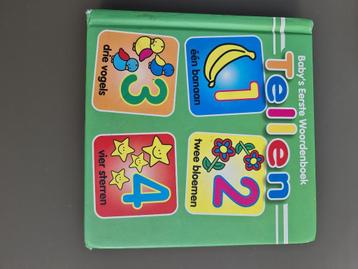 Baby's Eerste Woordenboek
Tellen
1
één banaan
2
twee bloemen
3
drie vogels
4
vier sterren